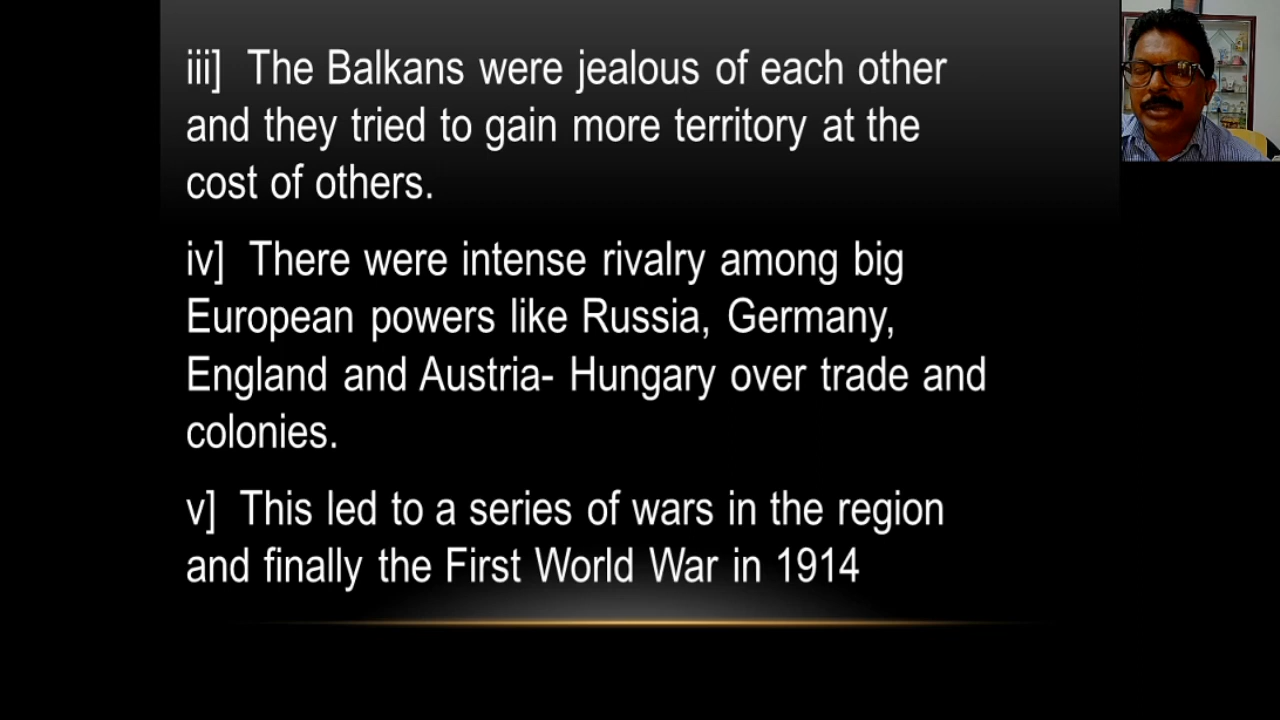 iii] The Balkans were jealous of each other
and they tried to gain more territory at the
cost of others.
iv] There were intense rivalry among big
European powers like Russia, Germany,
England and Austria- Hungary over trade and
colonies.
v] This led to a series of wars in the region
and finally the First World War in 1914